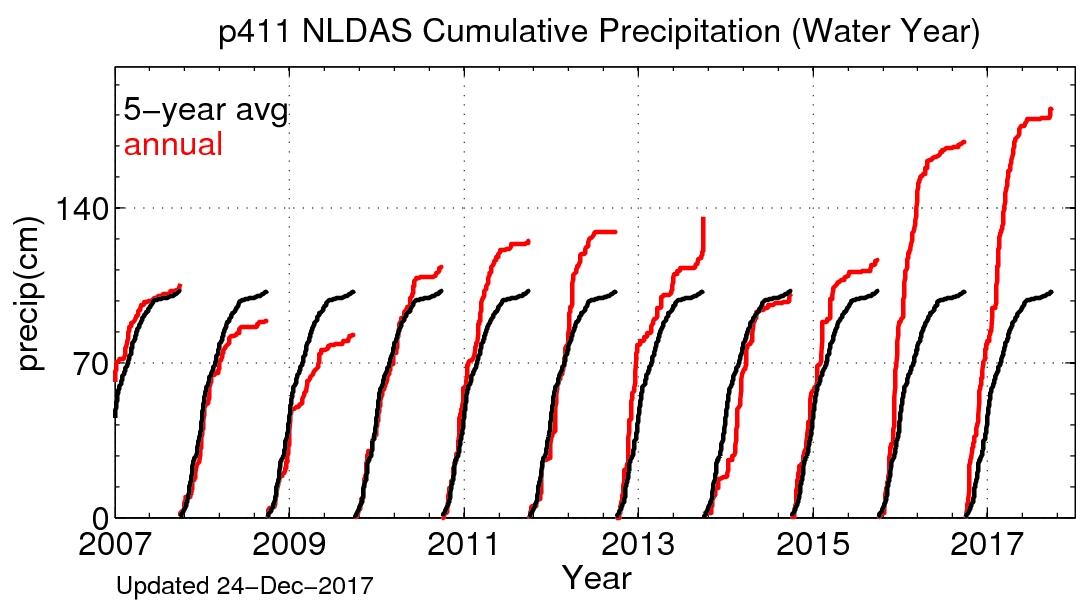 p411 NLDAS Cumulative Precipitation (Water Year)
5−year avg
annual
precip(cm)
140
70
0
2007 2009 2011 2013 2015 2017
Year
Updated 24−Dec−2017